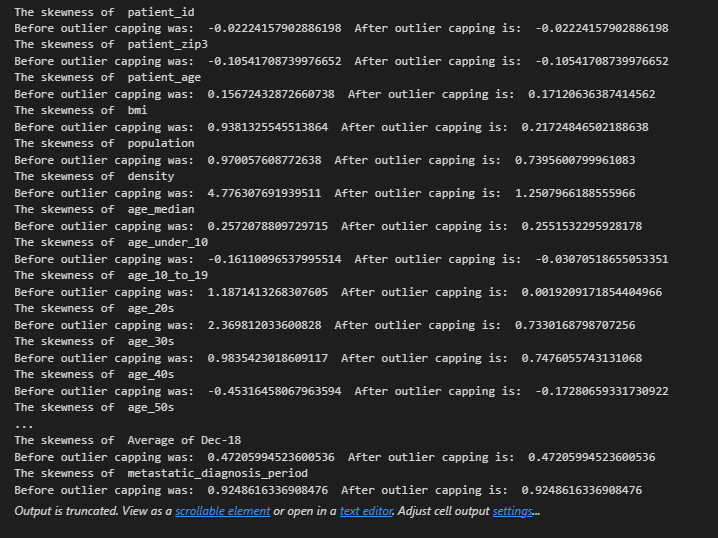 The skewness of  patient_id
Before outlier capping was:  -0.02224157902886198  After outlier capping is:  -0.02224157902886198
The skewness of  patient_zip3
Before outlier capping was:  -0.10541708739976652  After outlier capping is:  -0.10541708739976652
The skewness of  patient_age
Before outlier capping was:  0.15672432872660738  After outlier capping is:  0.17120636387414562
The skewness of  bmi
Before outlier capping was:  0.9381325545513864  After outlier capping is:  0.21724846502188638
The skewness of  population
Before outlier capping was:  0.970057608772638  After outlier capping is:  0.7395600799961083
The skewness of  density
Before outlier capping was:  4.776307691939511  After outlier capping is:  1.2507966188555966
The skewness of  age_median
Before outlier capping was:  0.2572078809729715  After outlier capping is:  0.2551532295928178
The skewness of  age_under_10
Before outlier capping was:  -0.16110096537995514  After outlier capping is:  -0.03070518655053351
The skewness of  age_10_to_19
Before outlier capping was:  1.1871413268307605  After outlier capping is:  0.0019209171854404966
The skewness of  age_20s
Before outlier capping was:  2.369812033600828  After outlier capping is:  0.7330168798707256
The skewness of  age_30s
Before outlier capping was:  0.9835423018609117  After outlier capping is:  0.7476055743131068
The skewness of  age_40s
Before outlier capping was:  -0.45316458067963594  After outlier capping is:  -0.17280659331730922
The skewness of  age_50s
...
The skewness of  Average of Dec-18
Before outlier capping was:  0.47205994523600536  After outlier capping is:  0.47205994523600536
The skewness of  metastatic_diagnosis_period
Before outlier capping was:  0.9248616336908476  After outlier capping is:  0.9248616336908476
Output is truncated. View as a scrollable element or open in a text editor. Adjust cell output settings...